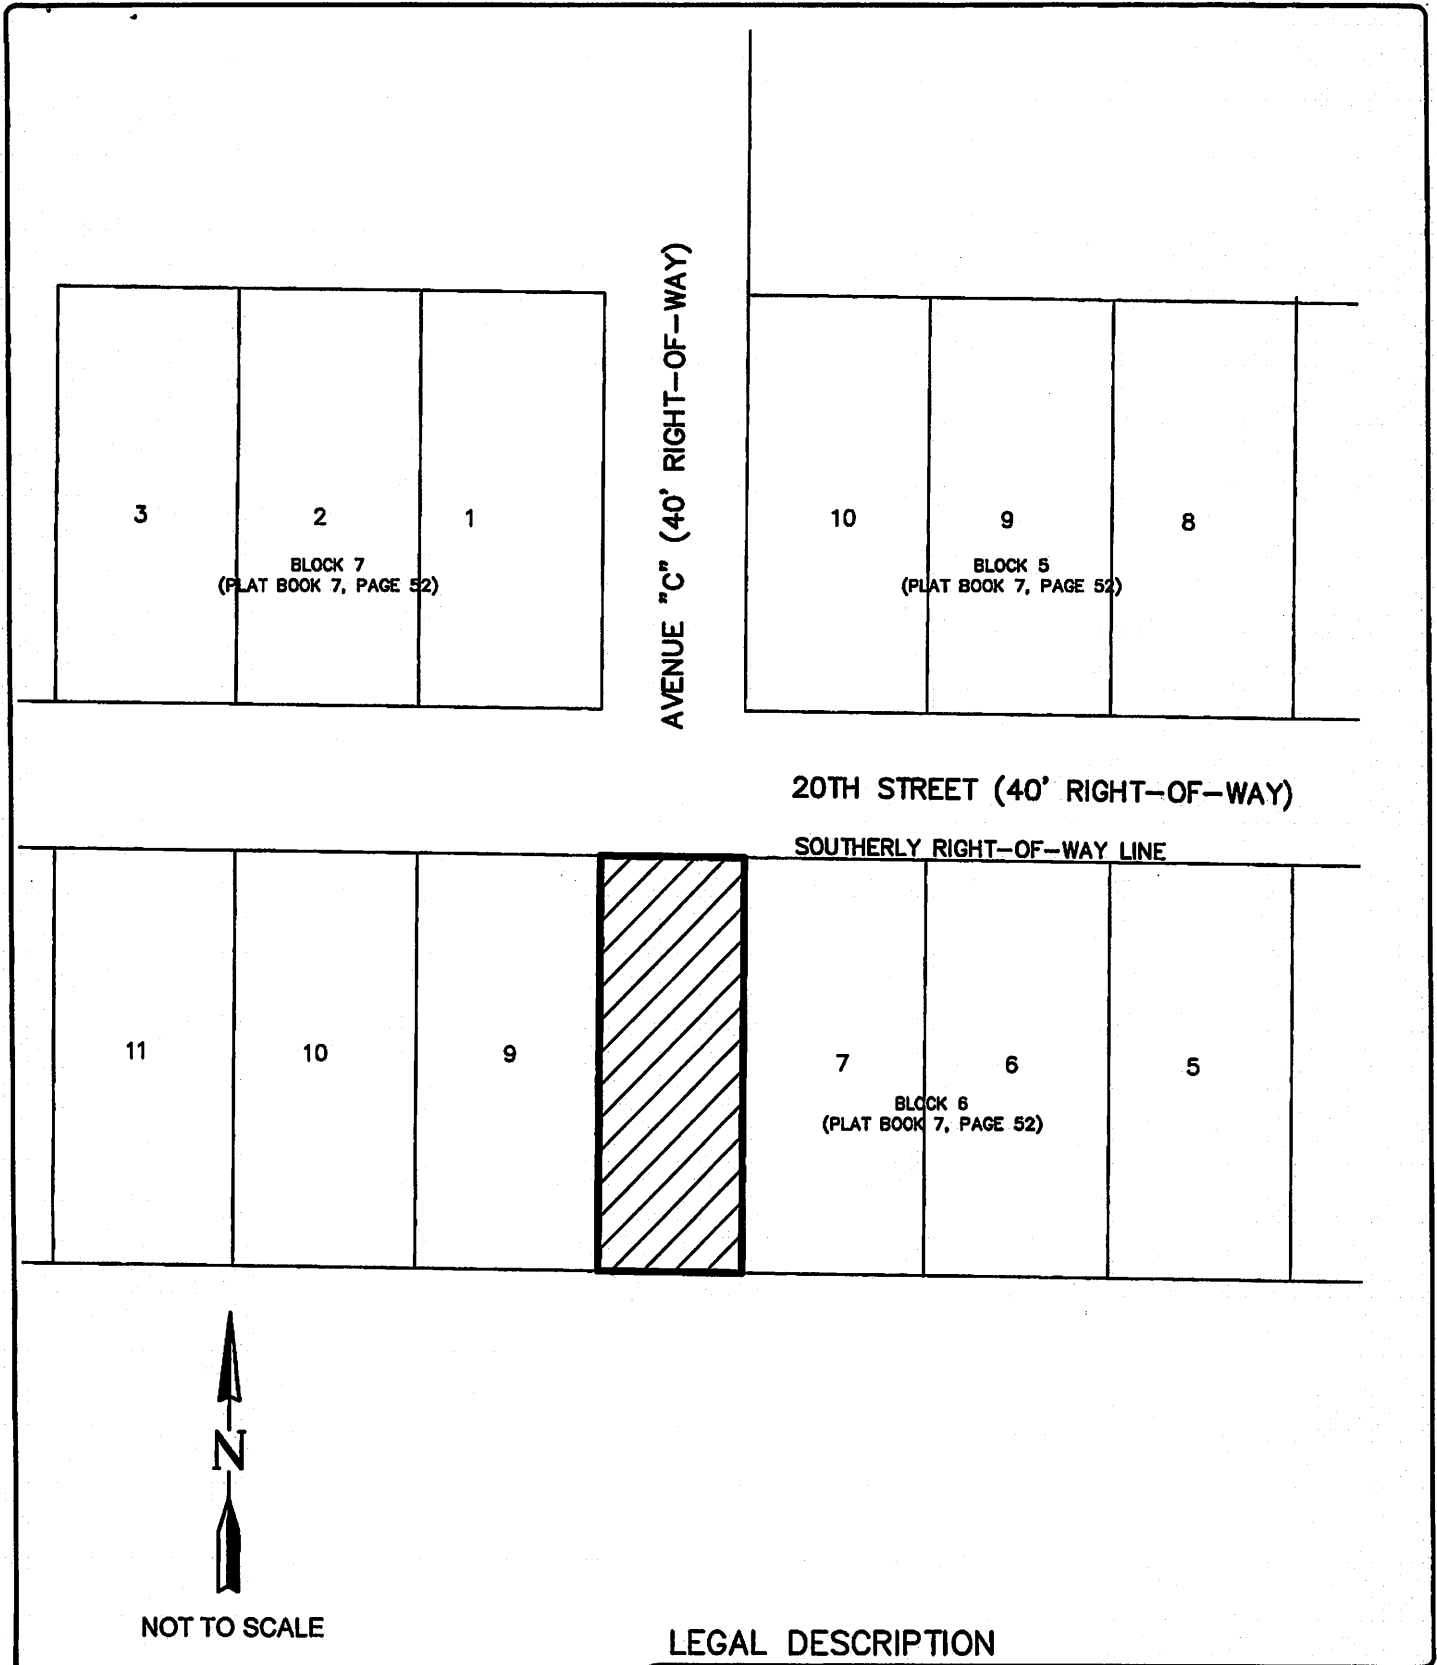 AVENUE "C" (40' RIGHT-OF-WAY)
3
2
1
BLOCK 7
(PLAT BOOK 7, PAGE 52)
10
9
8
BLOCK 5
(PLAT BOOK 7, PAGE 52)
20TH STREET (40' RIGHT-OF-WAY)
SOUTHERLY RIGHT-OF-WAY LINE
11
10
9
7
6
5
BLOCK 6
(PLAT BOOK 7, PAGE 52)
N
NOT TO SCALE
LEGAL DESCRIPTION